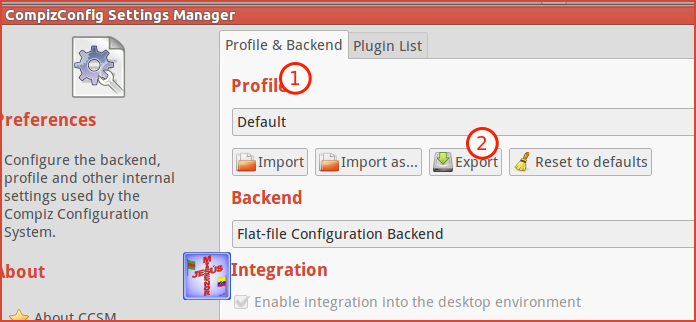 CompizConfig Settings Manager
Profile & Backend
Plugin List
1
Profile
Preferences
Default
2
Import
Import as...
Export
Reset to defaults
Configure the backend,
profile and other internal
settings used by the
Compiz Configuration
System.
Backend
Flat-file Configuration Backend
JESÚS
About
Integration
Enable integration into the desktop environment
About CCSM